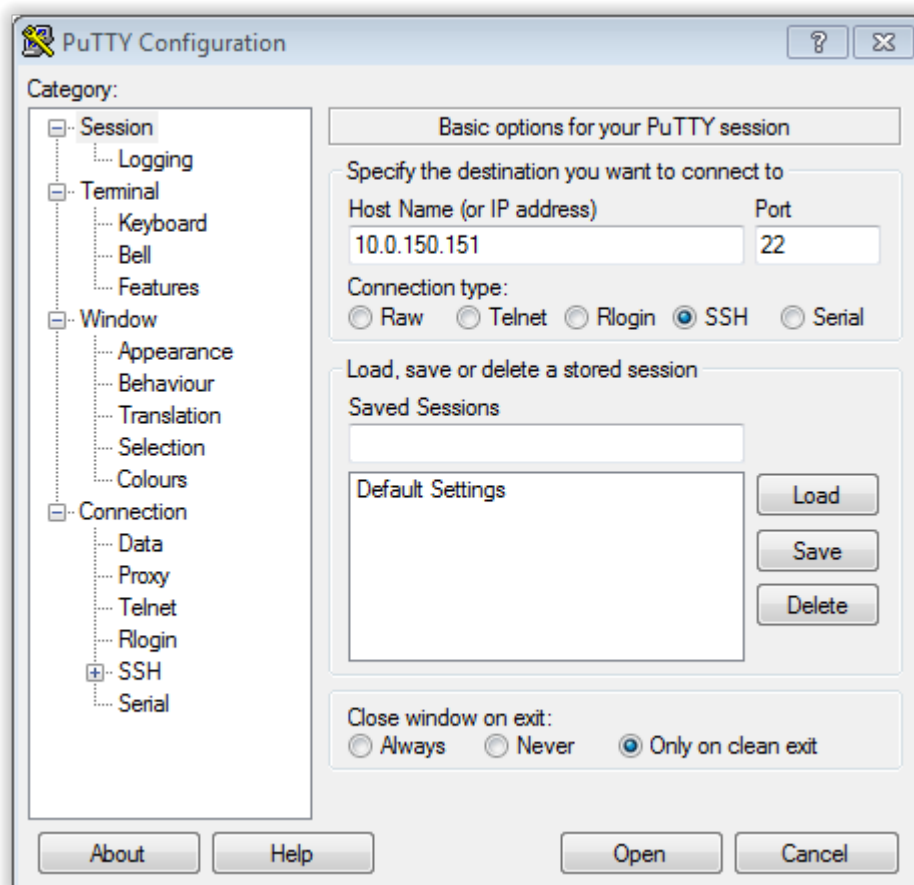 PuTTY Configuration
Category:
Session
Logging
Terminal
Keyboard
Bell
Features
Window
Appearance
Behaviour
Translation
Selection
Colours
Connection
Data
Proxy
Telnet
Rlogin
SSH
Serial
Basic options for your PuTTY session
Specify the destination you want to connect to
Host Name (or IP address) Port
10.0.150.151 22
Connection type:
Raw Telnet Rlogin SSH Serial
Load, save or delete a stored session
Saved Sessions
Default Settings
Load
Save
Delete
Close window on exit:
Always Never Only on clean exit
About Help Open Cancel